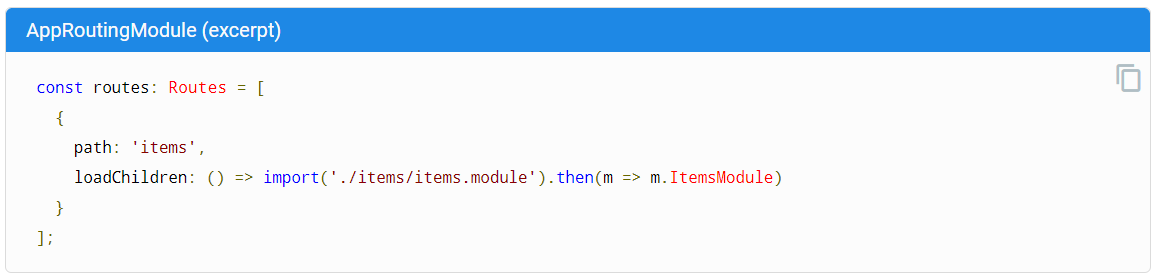 AppRoutingModule (excerpt)
const routes: Routes = [
  {
    path: 'items',
    loadChildren: () => import('./items/items.module').then(m => m.ItemsModule)
  }
];